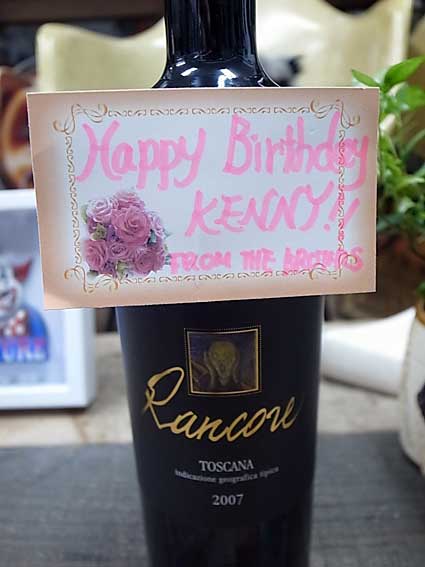 Happy Birthday
KENNY!!
FROM THE
Rancore
TOSCANA
indicazione geografica tipica
2007